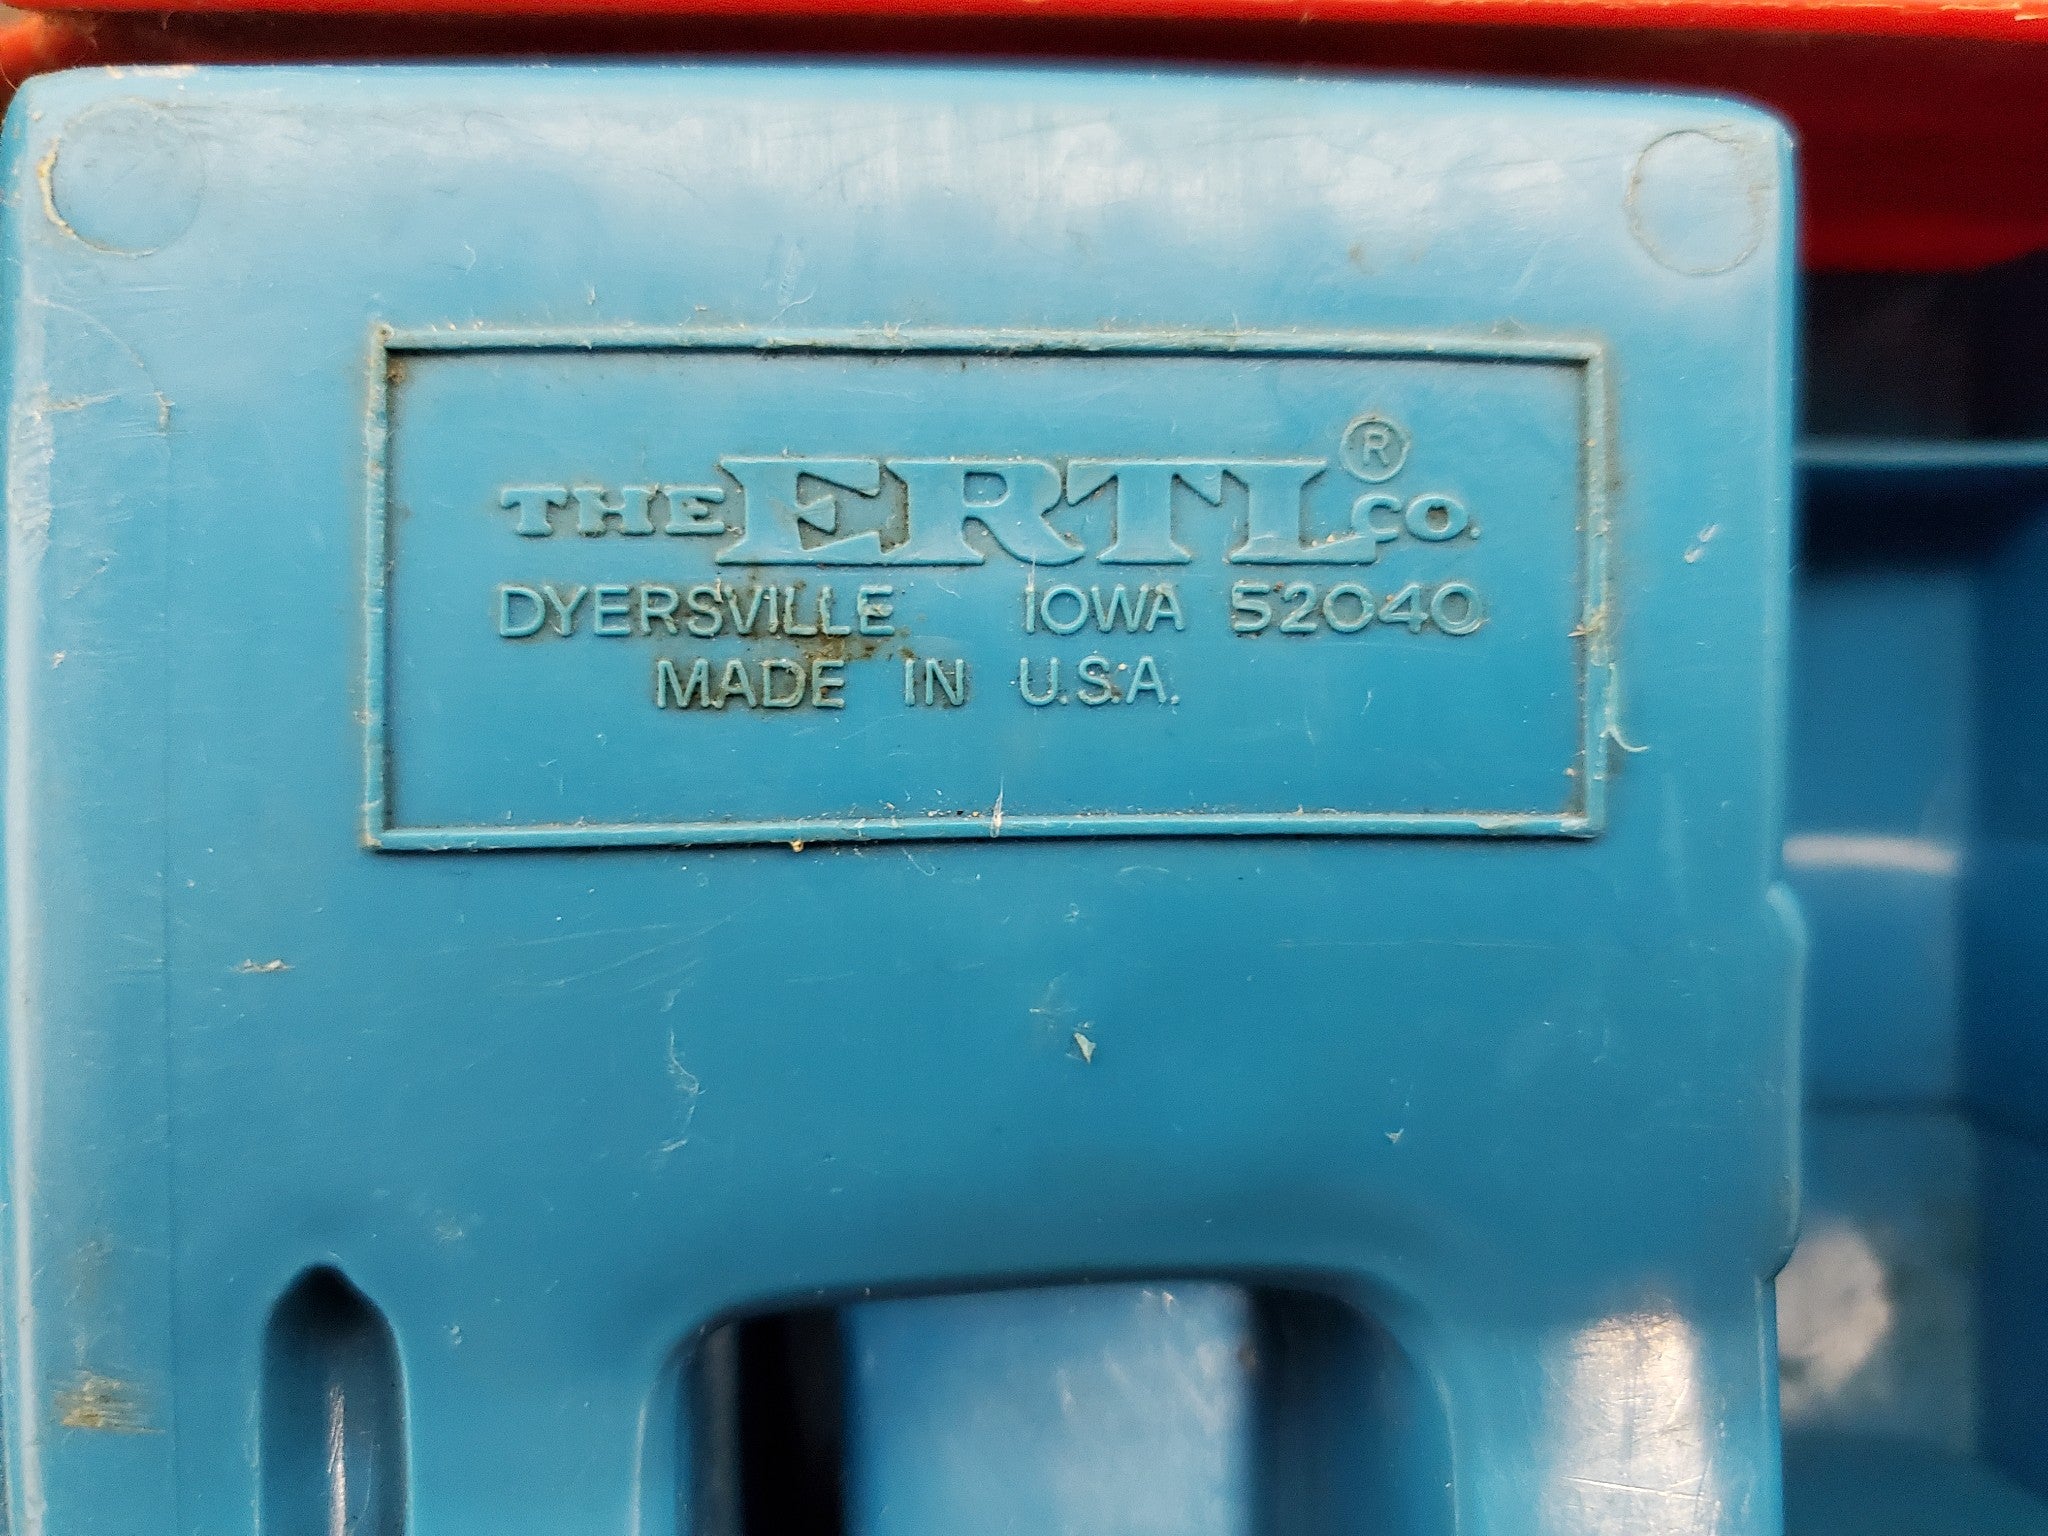 THE ERTL® CO.
DYERSVILLE IOWA 52040
MADE IN U.S.A.